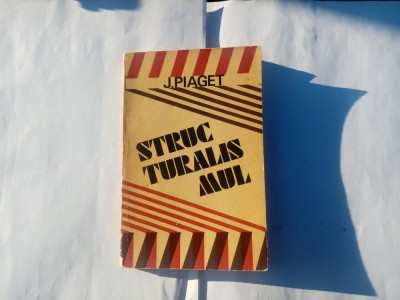 J. PIAGET
STRUC
TURALIS
MUL